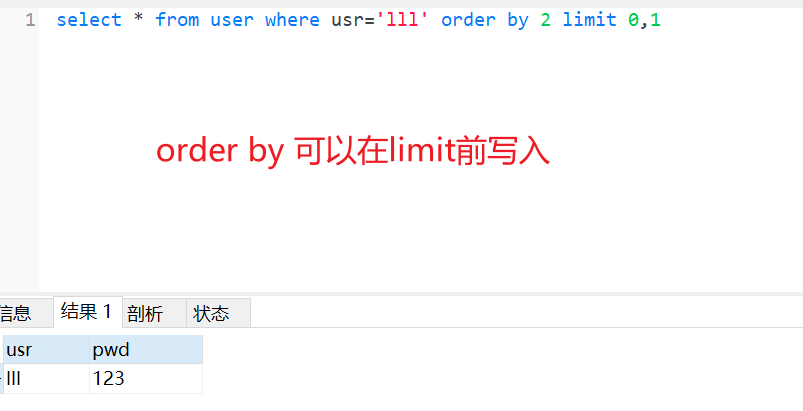 1 select * from user where usr='lll' order by 2 limit 0,1
order by 可以在limit前写入
信息 结果 1 剖析 状态
usr pwd
lll 123